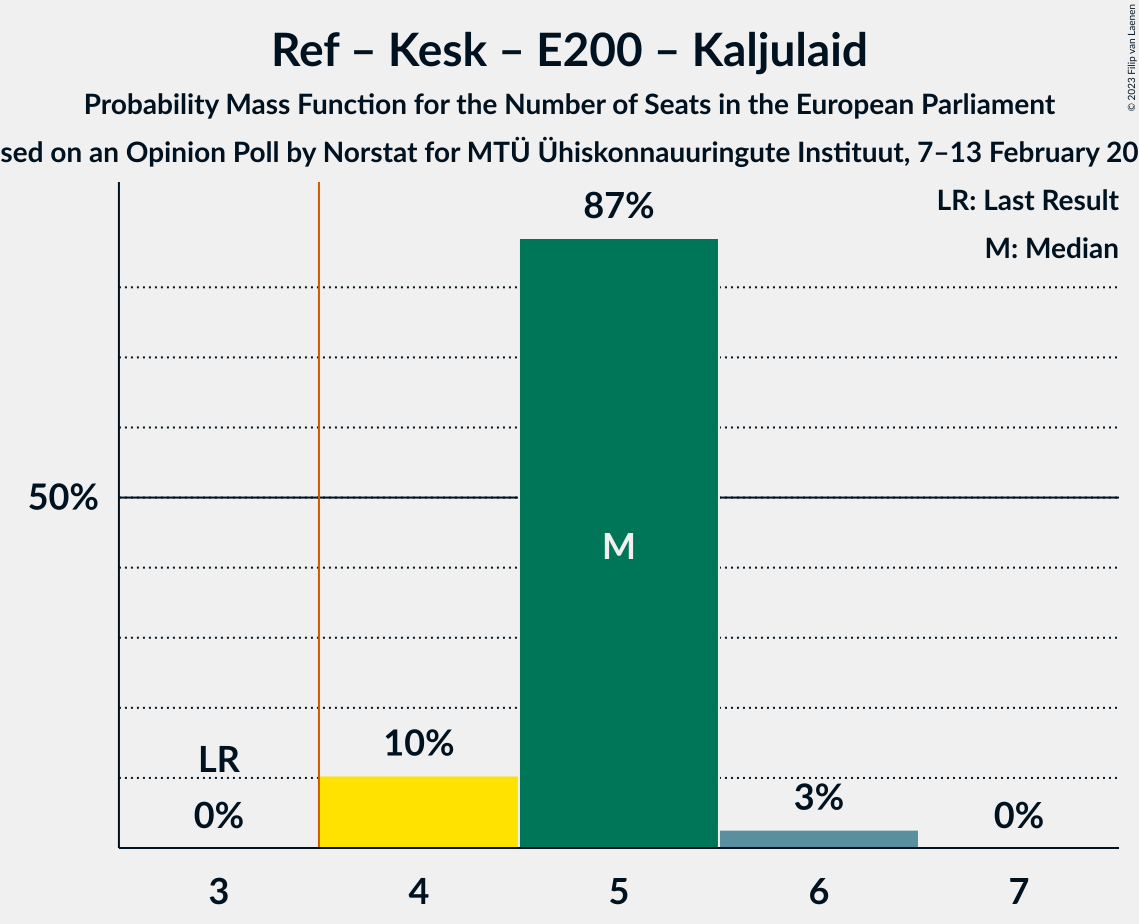 Ref – Kesk – E200 – Kaljulaid
Probability Mass Function for the Number of Seats in the European Parliament
sed on an Opinion Poll by Norstat for MTÜ Ühiskonnauuringute Instituut, 7–13 February 20
© 2023 Filip van Laenen
LR: Last Result
M: Median
87%
50%
M
LR
10%
3%
0%
0%
3
4
5
6
7